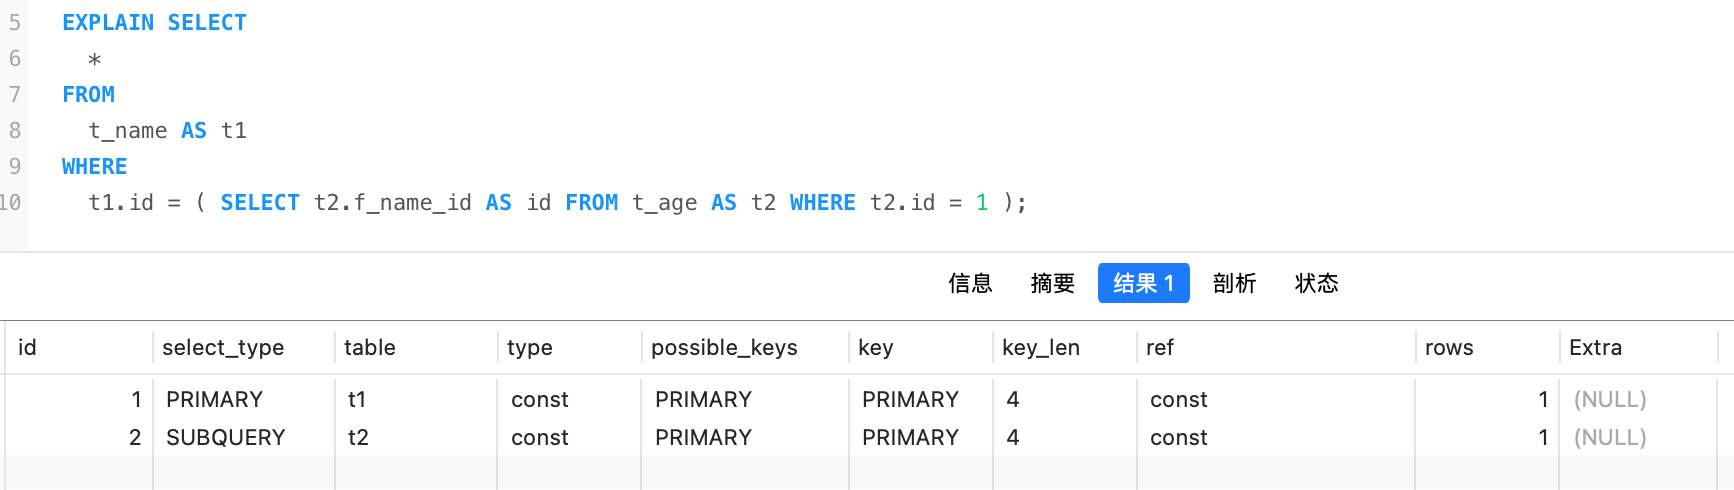 5 EXPLAIN SELECT
6 *
7 FROM
8 t_name AS t1
9 WHERE
10 t1.id = ( SELECT t2.f_name_id AS id FROM t_age AS t2 WHERE t2.id = 1 );
信息 摘要 结果 1 剖析 状态
id select_type table type possible_keys key key_len ref rows Extra
1 PRIMARY t1 const PRIMARY PRIMARY 4 const 1 (NULL)
2 SUBQUERY t2 const PRIMARY PRIMARY 4 const 1 (NULL)